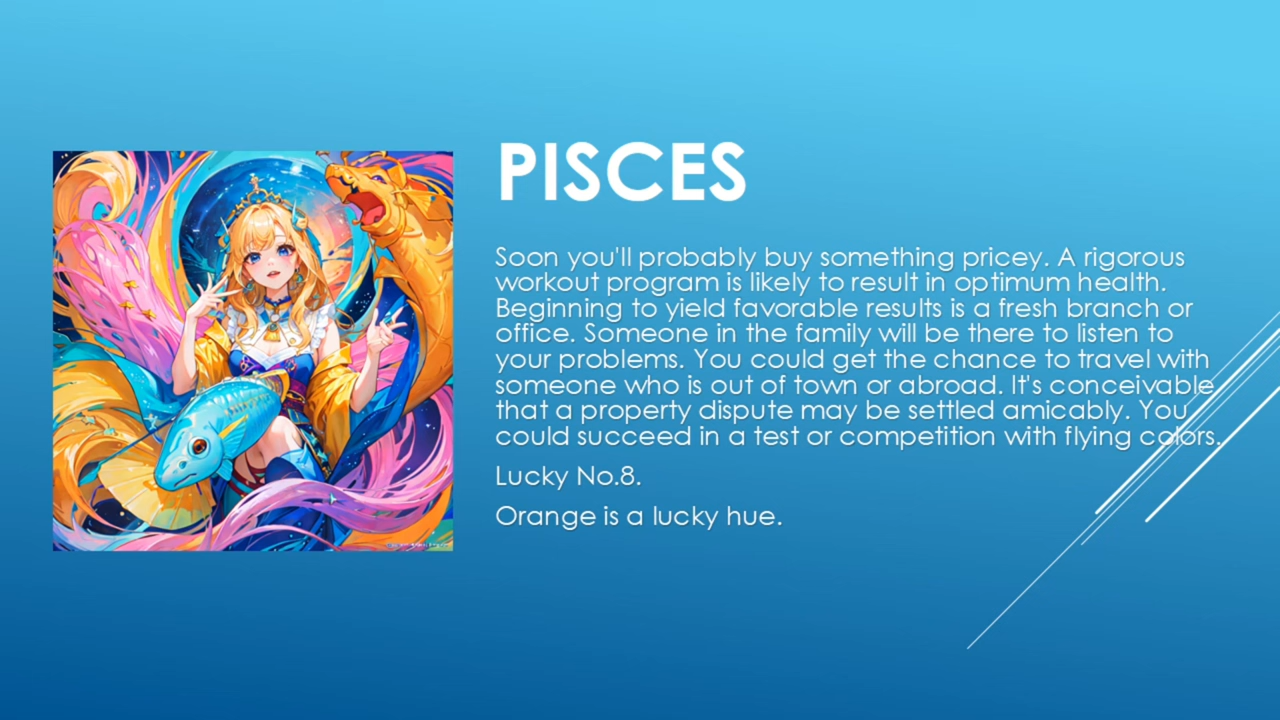 PISCES
Soon you'll probably buy something pricey. A rigorous
workout program is likely to result in optimum health.
Beginning to yield favorable results is a fresh branch or
office. Someone in the family will be there to listen to
your problems. You could get the chance to travel with
someone who is out of town or abroad. It's conceivable
that a property dispute may be settled amicably. You
could succeed in a test or competition with flying colors.
Lucky No.8.
Orange is a lucky hue.